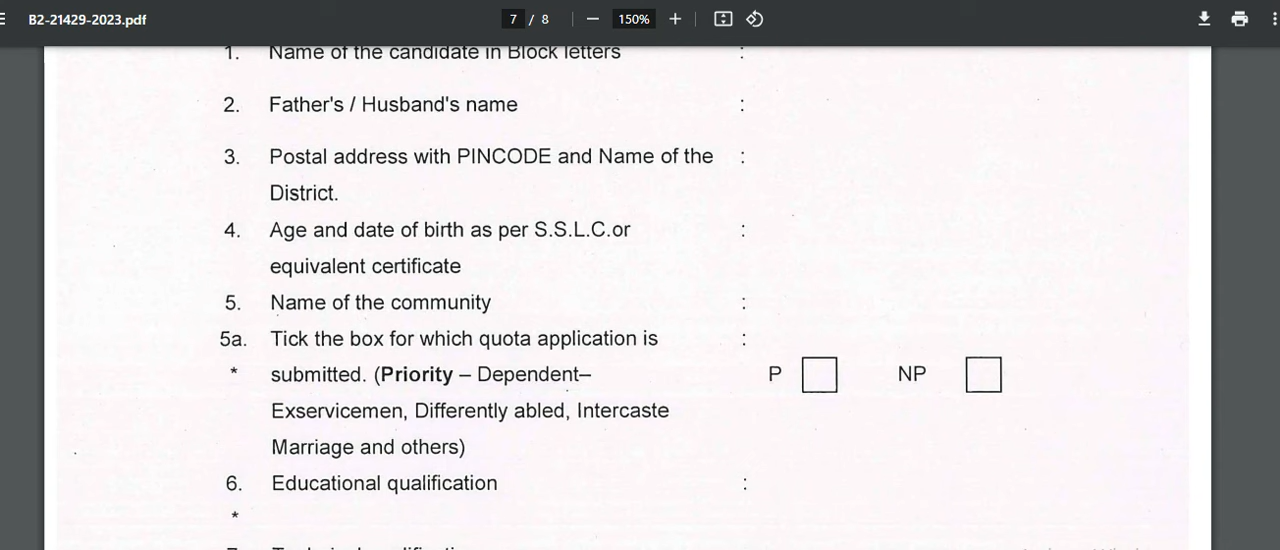 B2-21429-2023.pdf 7 / 8 150%
1. Name of the candidate in Block letters :
2. Father's / Husband's name :
3. Postal address with PINCODE and Name of the :
District.
4. Age and date of birth as per S.S.L.C.or :
equivalent certificate
5. Name of the community :
5a. Tick the box for which quota application is :
* submitted. (Priority – Dependent– P NP
Exservicemen, Differently abled, Intercaste
Marriage and others)
6. Educational qualification :
*